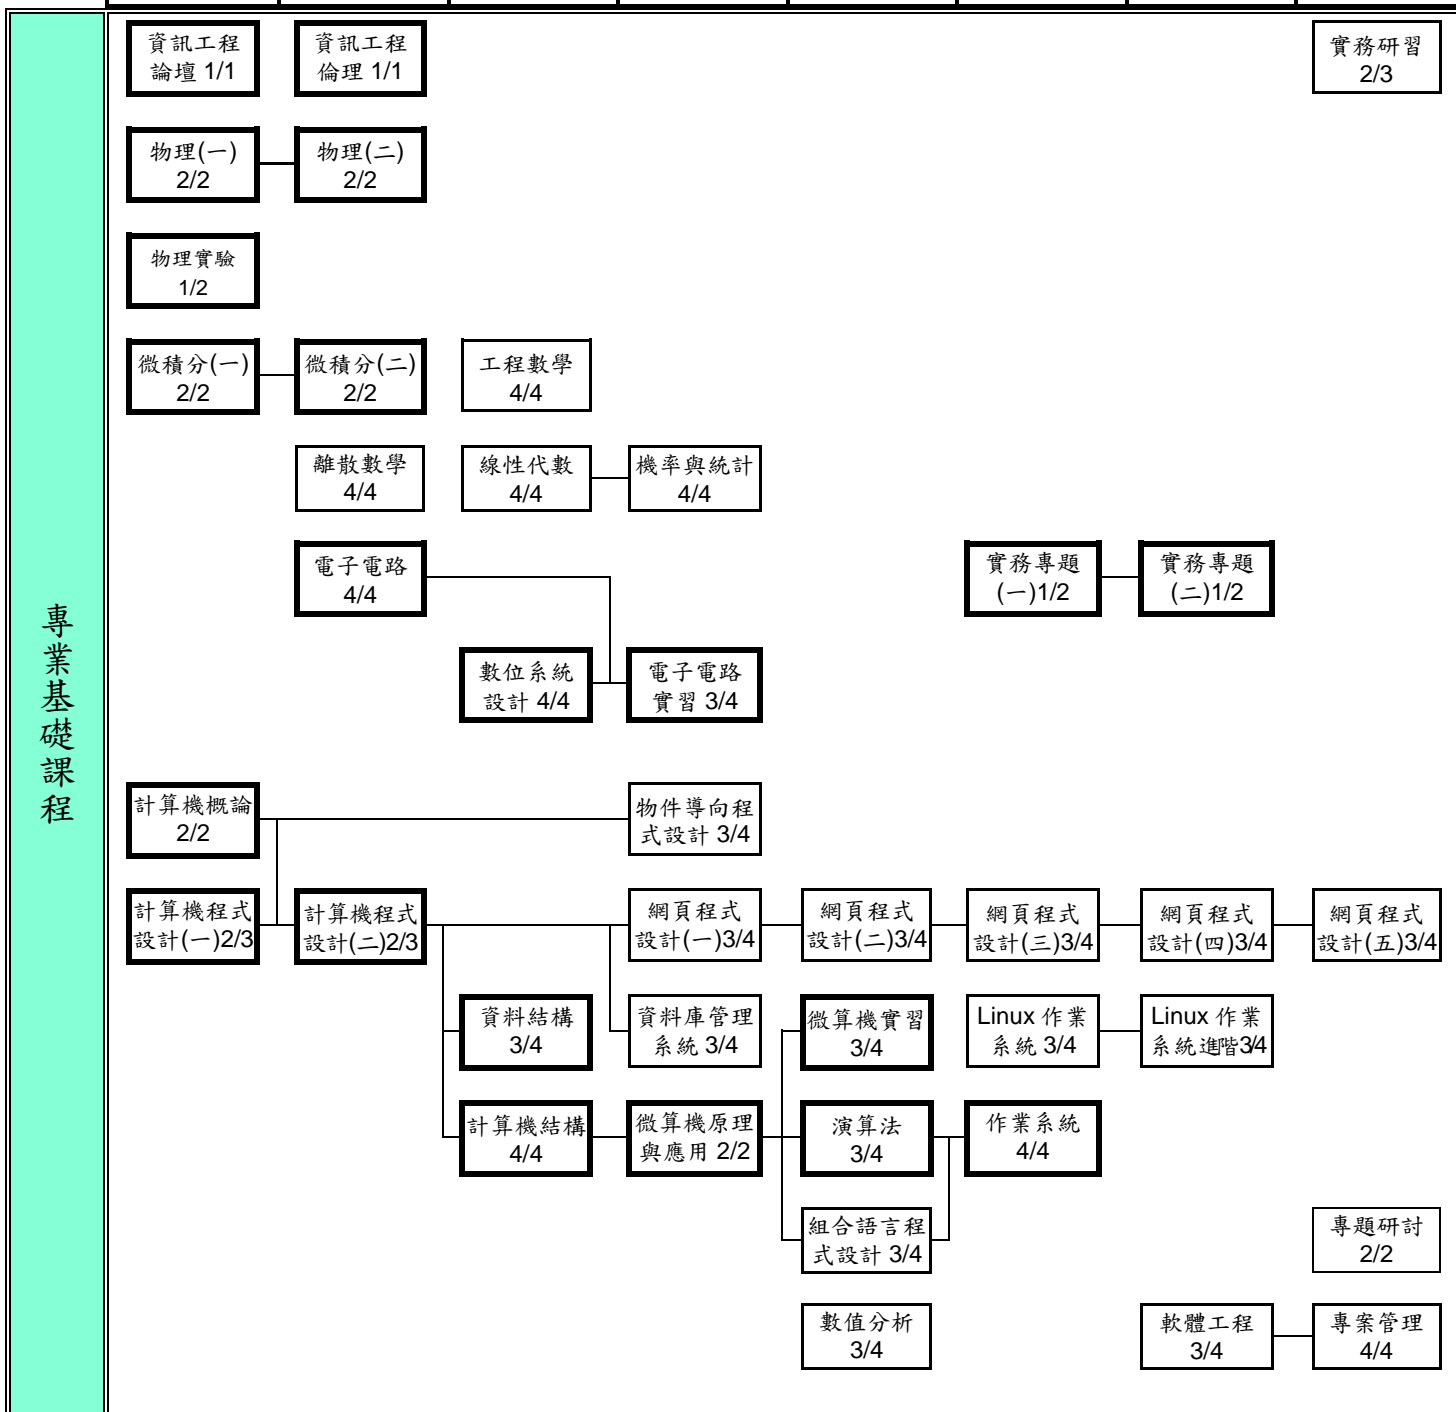 專業基礎課程
資訊工程
論壇 1/1
資訊工程
倫理 1/1
實務研習
2/3
物理(一)
2/2
物理(二)
2/2
物理實驗
1/2
微積分(一)
2/2
微積分(二)
2/2
工程數學
4/4
離散數學
4/4
線性代數
4/4
機率與統計
4/4
電子電路
4/4
實務專題
(一)1/2
實務專題
(二)1/2
數位系統
設計 4/4
電子電路
實習 3/4
計算機概論
2/2
物件導向程
式設計 3/4
計算機程式
設計(一)2/3
計算機程式
設計(二)2/3
網頁程式
設計(一)3/4
網頁程式
設計(二)3/4
網頁程式
設計(三)3/4
網頁程式
設計(四)3/4
網頁程式
設計(五)3/4
資料結構
3/4
資料庫管理
系統 3/4
微算機實習
3/4
Linux 作業
系統 3/4
Linux 作業
系統進階3/4
計算機結構
4/4
微算機原理
與應用 2/2
演算法
3/4
作業系統
4/4
組合語言程
式設計 3/4
專題研討
2/2
數值分析
3/4
軟體工程
3/4
專案管理
4/4